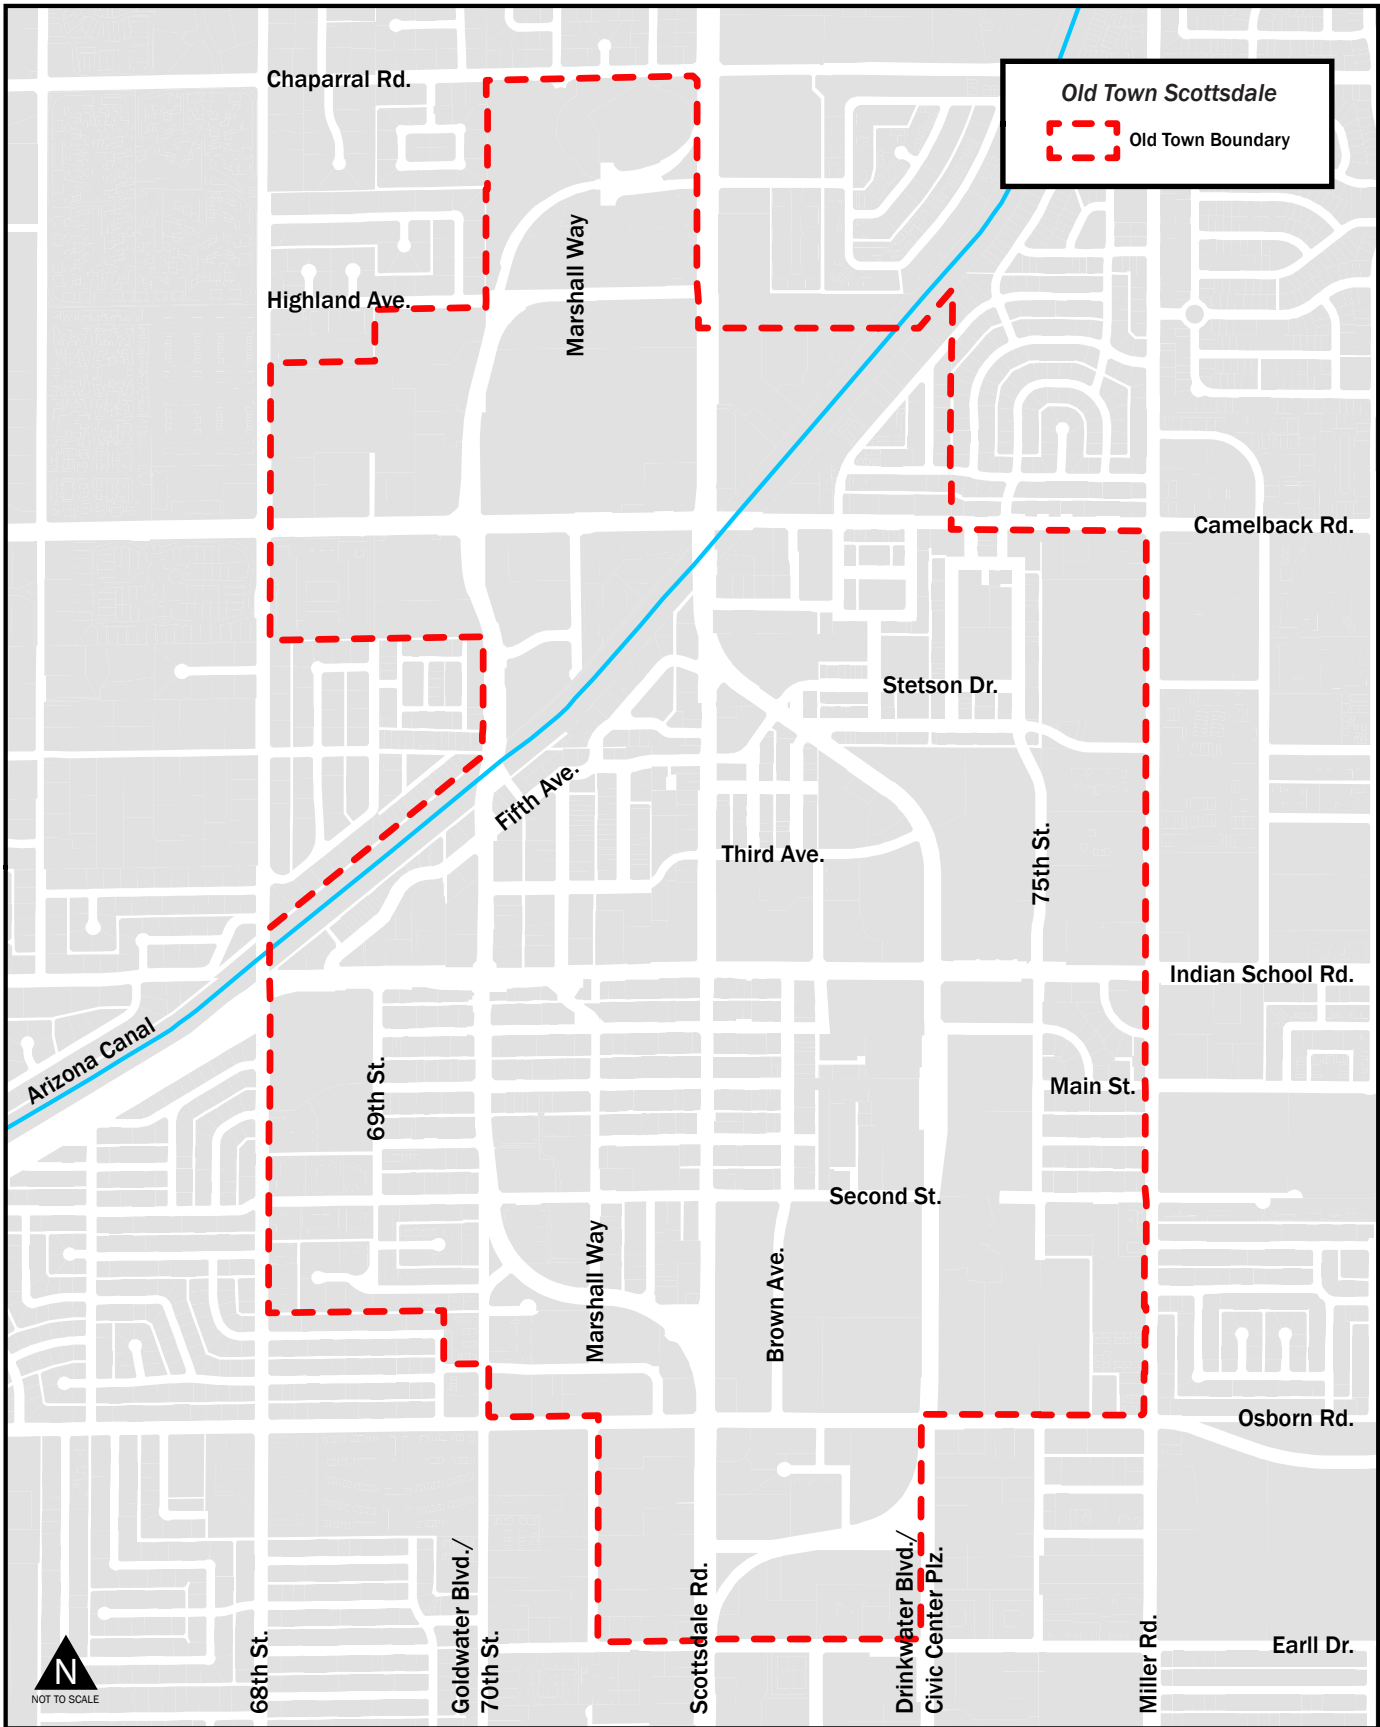 Chaparral Rd.
Old Town Scottsdale
Old Town Boundary
Marshall Way
Highland Ave.
Camelback Rd.
Stetson Dr.
Fifth Ave.
Third Ave.
75th St.
Indian School Rd.
Arizona Canal
69th St.
Main St.
Second St.
Marshall Way
Brown Ave.
Osborn Rd.
68th St.
Goldwater Blvd./
70th St.
Scottsdale Rd.
Drinkwater Blvd./
Civic Center Plz.
Miller Rd.
Earll Dr.
N
NOT TO SCALE